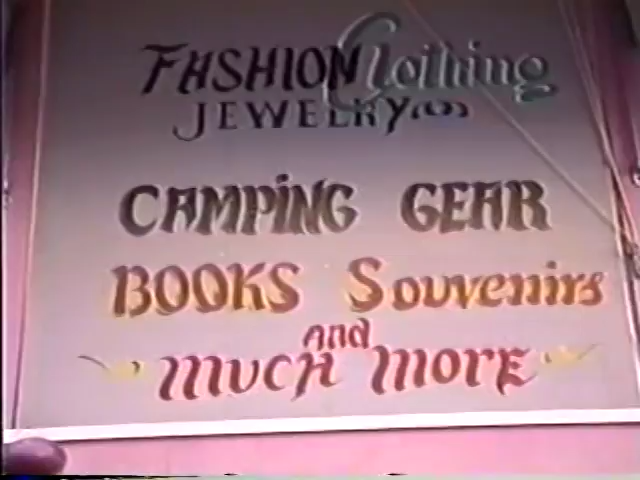 FASHION Clothing
JEWELRY
CAMPiNG GEAR
BOOKS Souvenirs
And
MUCH MORE